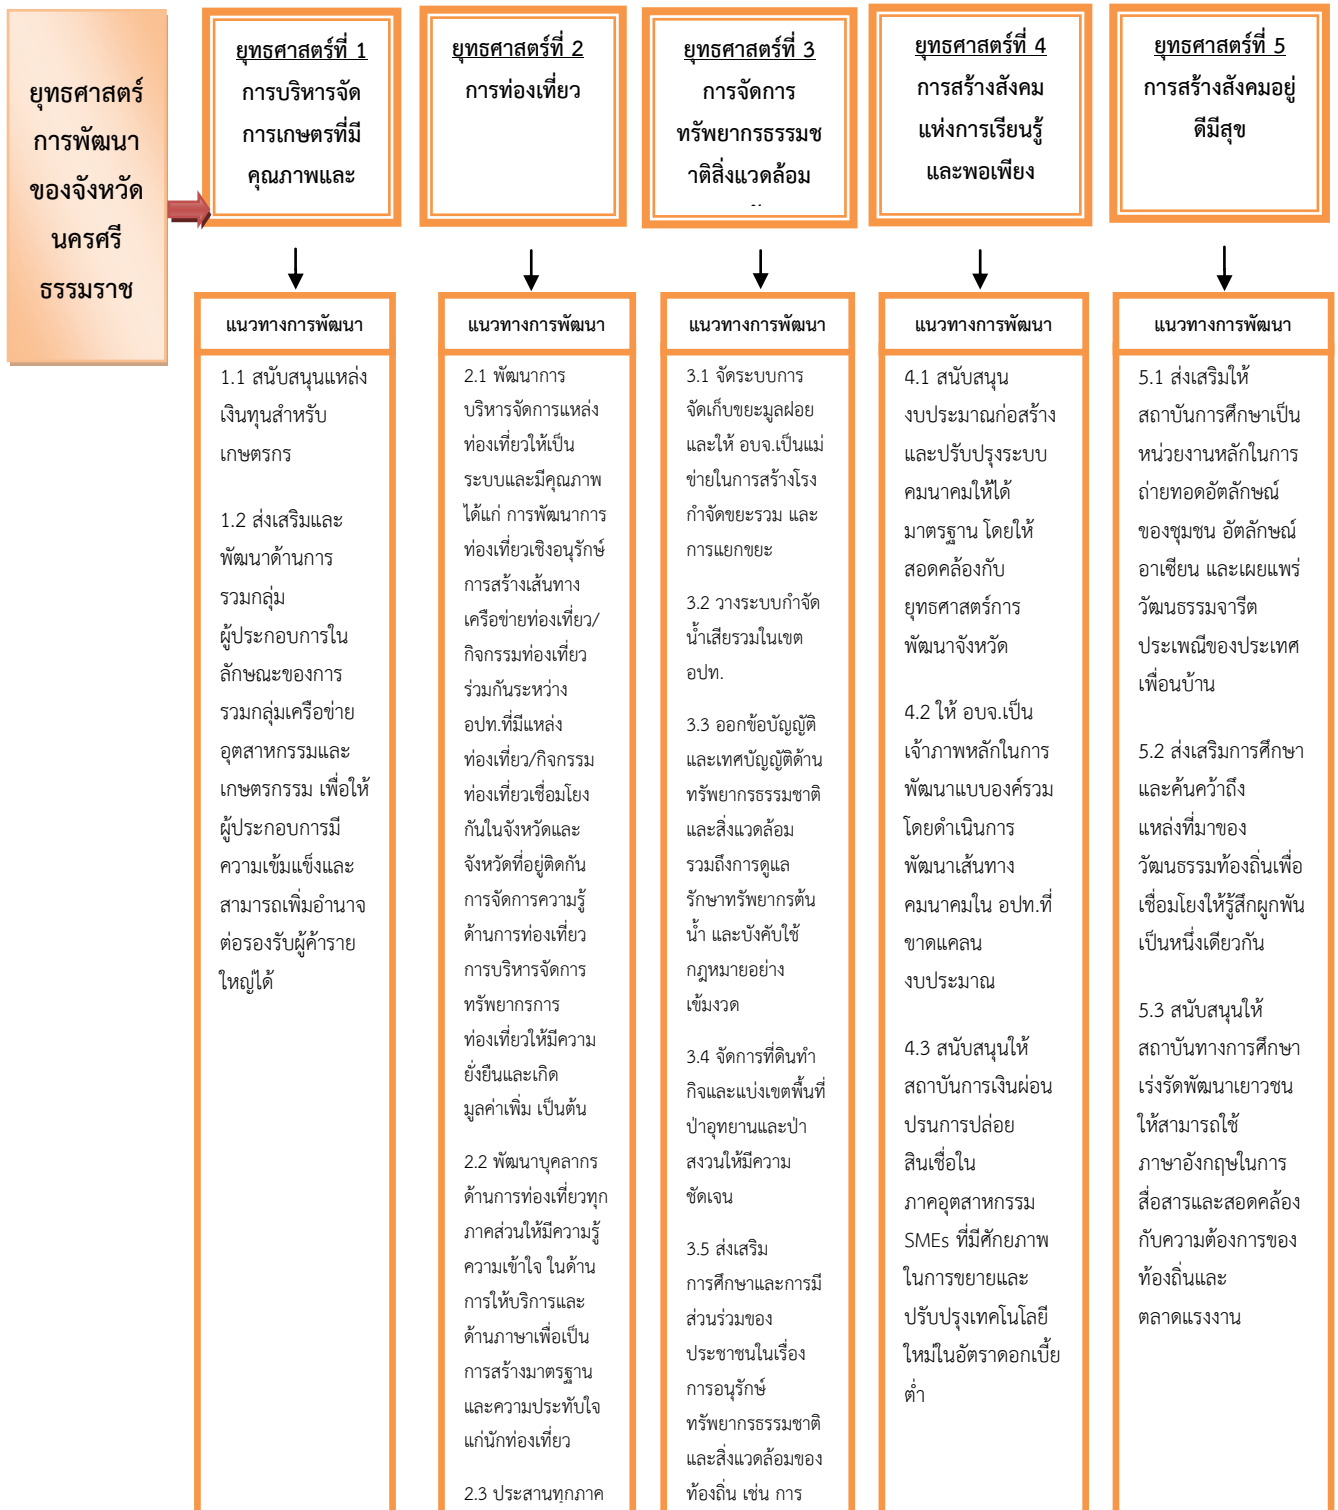 ยุทธศาสตร์
การพัฒนา
ของจังหวัด
นครศรี
ธรรมราช
ยุทธศาสตร์ที่ 1
การบริหารจัด
การเกษตรที่มี
คุณภาพและ
ยุทธศาสตร์ที่ 2
การท่องเที่ยว
ยุทธศาสตร์ที่ 3
การจัดการ
ทรัพยากรธรรมช
าติสิ่งแวดล้อม
ยุทธศาสตร์ที่ 4
การสร้างสังคม
แห่งการเรียนรู้
และพอเพียง
ยุทธศาสตร์ที่ 5
การสร้างสังคมอยู่
ดีมีสุข
แนวทางการพัฒนา
1.1 สนับสนุนแหล่ง
เงินทุนสำหรับ
เกษตรกร
1.2 ส่งเสริมและ
พัฒนาด้านการ
รวมกลุ่ม
ผู้ประกอบการใน
ลักษณะของการ
รวมกลุ่มเครือข่าย
อุตสาหกรรมและ
เกษตรกรรม เพื่อให้
ผู้ประกอบการมี
ความเข้มแข็งและ
สามารถเพิ่มอำนาจ
ต่อรองรับผู้ค้าราย
ใหญ่ได้
แนวทางการพัฒนา
2.1 พัฒนาการ
บริหารจัดการแหล่ง
ท่องเที่ยวให้เป็น
ระบบและมีคุณภาพ
ได้แก่ การพัฒนาการ
ท่องเที่ยวเชิงอนุรักษ์
การสร้างเส้นทาง
เครือข่ายท่องเที่ยว/
กิจกรรมท่องเที่ยว
ร่วมกันระหว่าง
อปท.ที่มีแหล่ง
ท่องเที่ยว/กิจกรรม
ท่องเที่ยวเชื่อมโยง
กันในจังหวัดและ
จังหวัดที่อยู่ติดกัน
การจัดการความรู้
ด้านการท่องเที่ยว
การบริหารจัดการ
ทรัพยากรการ
ท่องเที่ยวให้มีความ
ยั่งยืนและเกิด
มูลค่าเพิ่ม เป็นต้น
2.2 พัฒนาบุคลากร
ด้านการท่องเที่ยวทุก
ภาคส่วนให้มีความรู้
ความเข้าใจ ในด้าน
การให้บริการและ
ด้านภาษาเพื่อเป็น
การสร้างมาตรฐาน
และความประทับใจ
แก่นักท่องเที่ยว
2.3 ประสานทุกภาค
แนวทางการพัฒนา
3.1 จัดระบบการ
จัดเก็บขยะมูลฝอย
และให้ อบจ.เป็นแม่
ข่ายในการสร้างโรง
กำจัดขยะรวม และ
การแยกขยะ
3.2 วางระบบกำจัด
น้ำเสียรวมในเขต
อปท.
3.3 ออกข้อบัญญัติ
และเทศบัญญัติด้าน
ทรัพยากรธรรมชาติ
และสิ่งแวดล้อม
รวมถึงการดูแล
รักษาทรัพยากรต้น
น้ำ และบังคับใช้
กฎหมายอย่าง
เข้มงวด
3.4 จัดการที่ดินทำ
กิจและแบ่งเขตพื้นที่
ป่าอุทยานและป่า
สงวนให้มีความ
ชัดเจน
3.5 ส่งเสริม
การศึกษาและการมี
ส่วนร่วมของ
ประชาชนในเรื่อง
การอนุรักษ์
ทรัพยากรธรรมชาติ
และสิ่งแวดล้อมของ
ท้องถิ่น เช่น การ
แนวทางการพัฒนา
4.1 สนับสนุน
งบประมาณก่อสร้าง
และปรับปรุงระบบ
คมนาคมให้ได้
มาตรฐาน โดยให้
สอดคล้องกับ
ยุทธศาสตร์การ
พัฒนาจังหวัด
4.2 ให้ อบจ.เป็น
เจ้าภาพหลักในการ
พัฒนาแบบองค์รวม
โดยดำเนินการ
พัฒนาเส้นทาง
คมนาคมใน อปท.ที่
ขาดแคลน
งบประมาณ
4.3 สนับสนุนให้
สถาบันการเงินผ่อน
ปรนการปล่อย
สินเชื่อใน
ภาคอุตสาหกรรม
SMEs ที่มีศักยภาพ
ในการขยายและ
ปรับปรุงเทคโนโลยี
ใหม่ในอัตราดอกเบี้ย
ต่ำ
แนวทางการพัฒนา
5.1 ส่งเสริมให้
สถาบันการศึกษาเป็น
หน่วยงานหลักในการ
ถ่ายทอดอัตลักษณ์
ของชุมชน อัตลักษณ์
อาเซียน และเผยแพร่
วัฒนธรรมจารีต
ประเพณีของประเทศ
เพื่อนบ้าน
5.2 ส่งเสริมการศึกษา
และค้นคว้าถึง
แหล่งที่มาของ
วัฒนธรรมท้องถิ่นเพื่อ
เชื่อมโยงให้รู้สึกผูกพัน
เป็นหนึ่งเดียวกัน
5.3 สนับสนุนให้
สถาบันทางการศึกษา
เร่งรัดพัฒนาเยาวชน
ให้สามารถใช้
ภาษาอังกฤษในการ
สื่อสารและสอดคล้อง
กับความต้องการของ
ท้องถิ่นและ
ตลาดแรงงาน